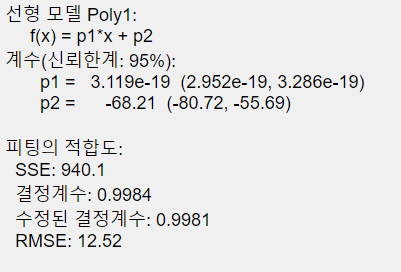 선형 모델 Poly1:
f(x) = p1*x + p2
계수(신뢰한계: 95%):
p1 = 3.119e-19 (2.952e-19, 3.286e-19)
p2 = -68.21 (-80.72, -55.69)
피팅의 적합도:
SSE: 940.1
결정계수: 0.9984
수정된 결정계수: 0.9981
RMSE: 12.52